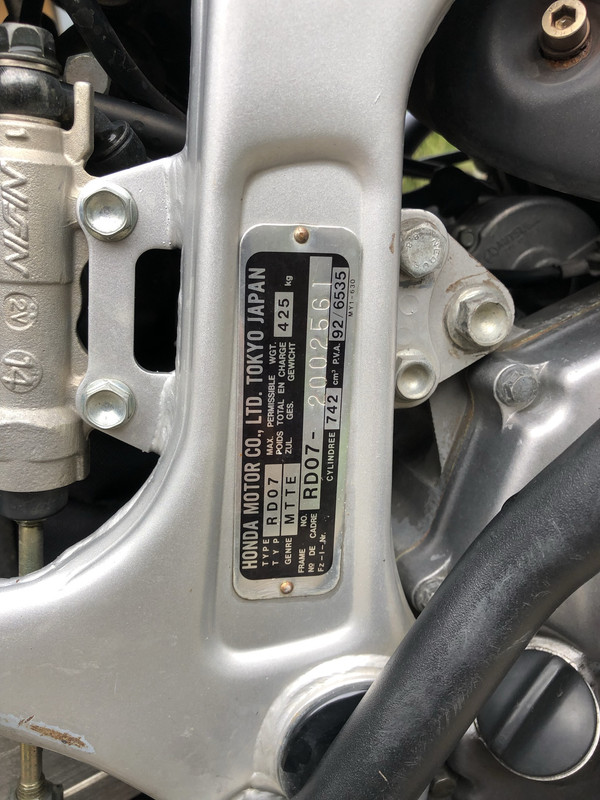 HONDA MOTOR CO., LTD. TOKYO JAPAN
TYPE
TYP RD07
MAX. PERMISSIBLE WGT.
POIDS TOTAL EN CHARGE 425 kg
ZUL. GES. GEWICHT
GENRE MTTE
FRAME NO.
Nº DE CADRE RD07-2002561
Fz-I-Nr.
CYLINDREE 742 cm³ P.V.A. 92/6535
MY1-630
NISSIN
14